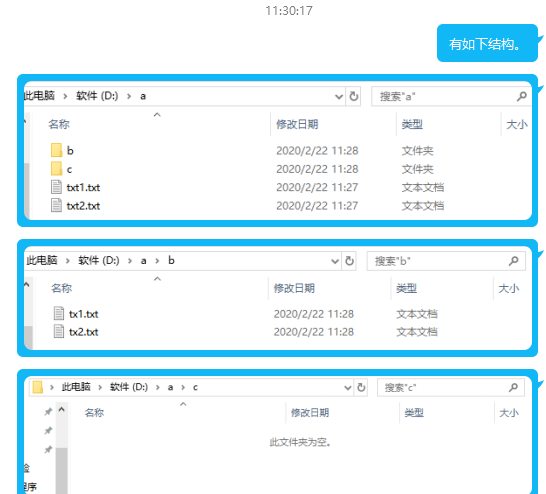 11:30:17
有如下结构。
此电脑 > 软件 (D:) > a 搜索"a"
名称 修改日期 类型 大小
b 2020/2/22 11:28 文件夹
c 2020/2/22 11:28 文件夹
txt1.txt 2020/2/22 11:27 文本文档
txt2.txt 2020/2/22 11:27 文本文档
此电脑 > 软件 (D:) > a > b 搜索"b"
名称 修改日期 类型 大小
tx1.txt 2020/2/22 11:28 文本文档
tx2.txt 2020/2/22 11:28 文本文档
> 此电脑 > 软件 (D:) > a > c 搜索"c"
名称 修改日期 类型 大小
此文件夹为空。
程序